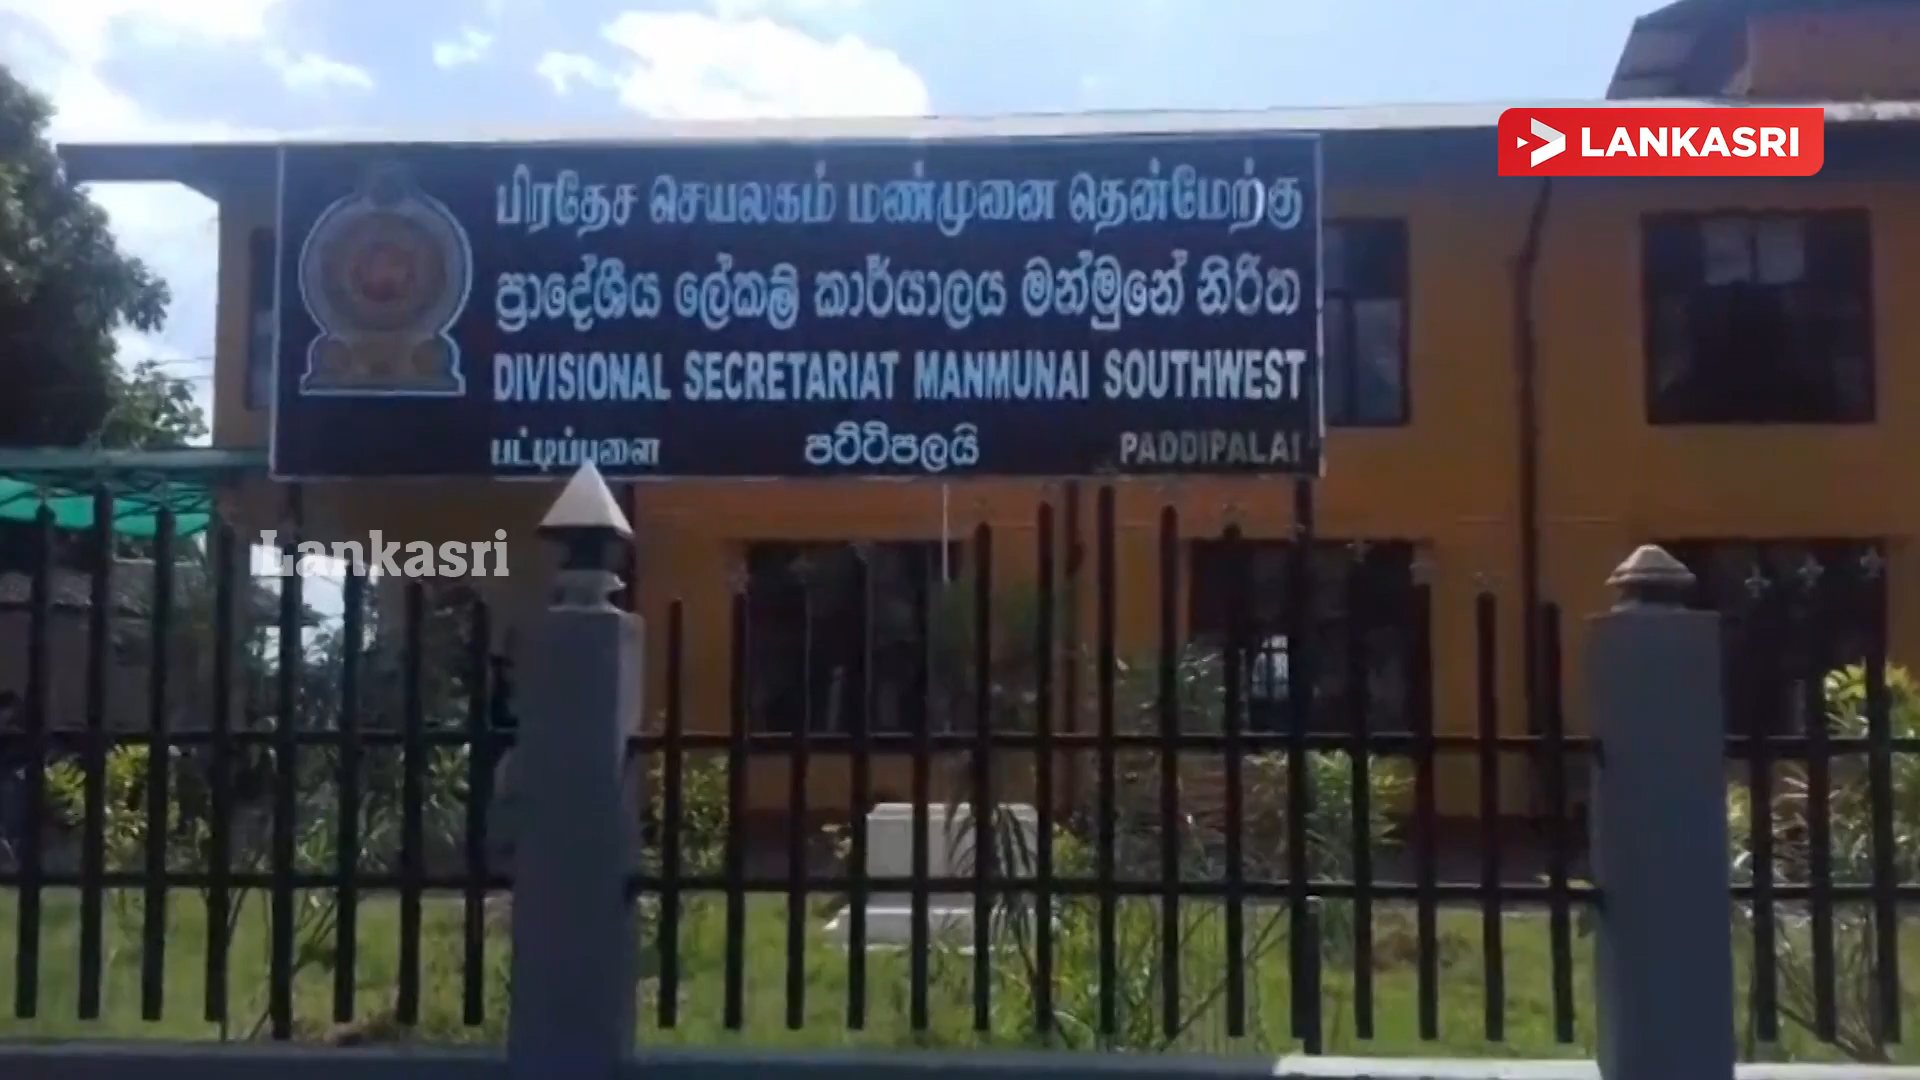 LANKASRI
பிரதேச செயலகம் மண்முனை தென்மேற்கு
ප්‍රාදේශීය ලේකම් කාර්යාලය මන්මුනේ නිරිත
DIVISIONAL SECRETARIAT MANMUNAI SOUTHWEST
பட்டிப்பளை පට්ටිපලයි PADDIPALAI
Lankasri